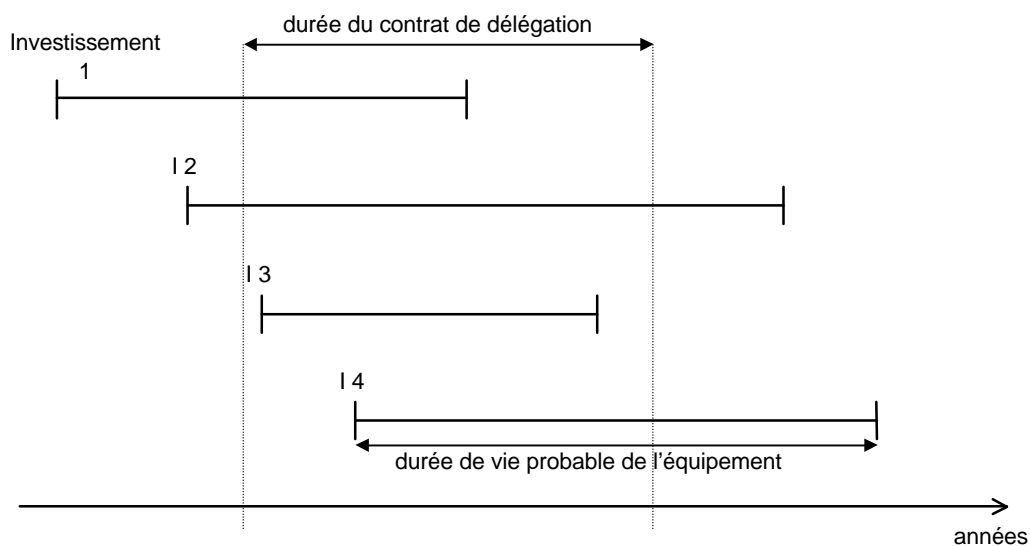 durée du contrat de délégation
Investissement
1
I 2
I 3
I 4
durée de vie probable de l’équipement
années